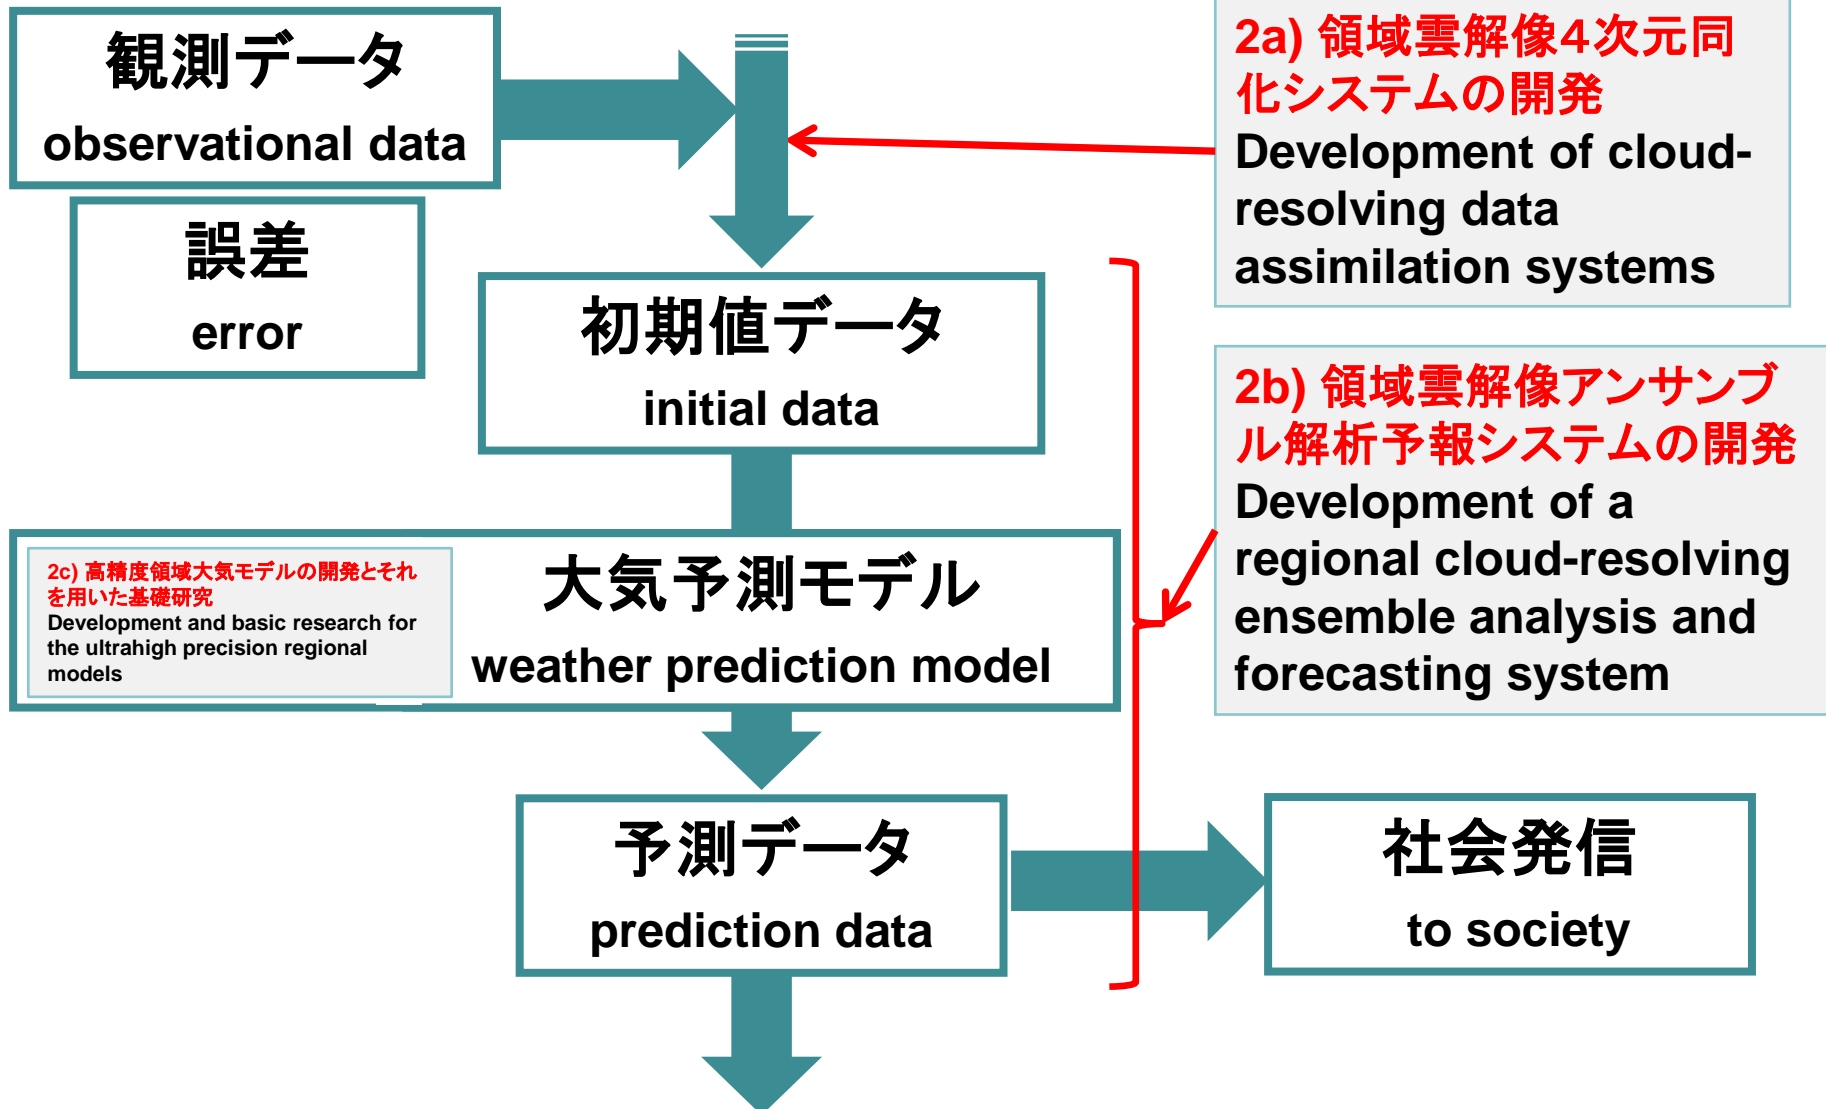 観測データ
observational data
誤差
error
2a) 領域雲解像４次元同
化システムの開発
Development of cloud-
resolving data
assimilation systems
初期値データ
initial data
2b) 領域雲解像アンサンブ
ル解析予報システムの開発
Development of a
regional cloud-resolving
ensemble analysis and
forecasting system
2c) 高精度領域大気モデルの開発とそれ
を用いた基礎研究
Development and basic research for
the ultrahigh precision regional
models
大気予測モデル
weather prediction model
予測データ
prediction data
社会発信
to society